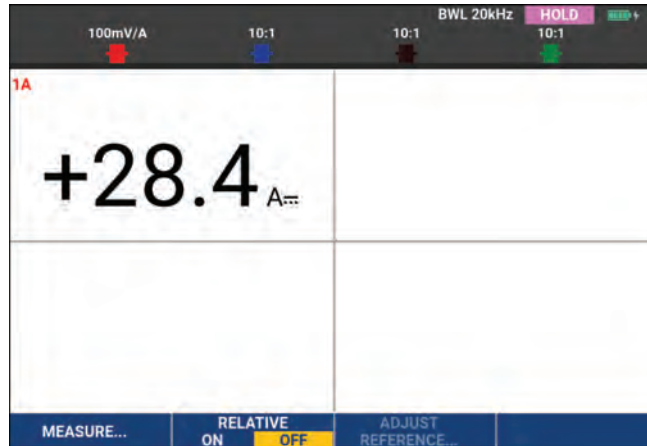 BWL 20kHz HOLD
100mV/A 10:1 10:1 10:1
1A
+28.4 A⎓
MEASURE... RELATIVE ADJUST
ON OFF REFERENCE...